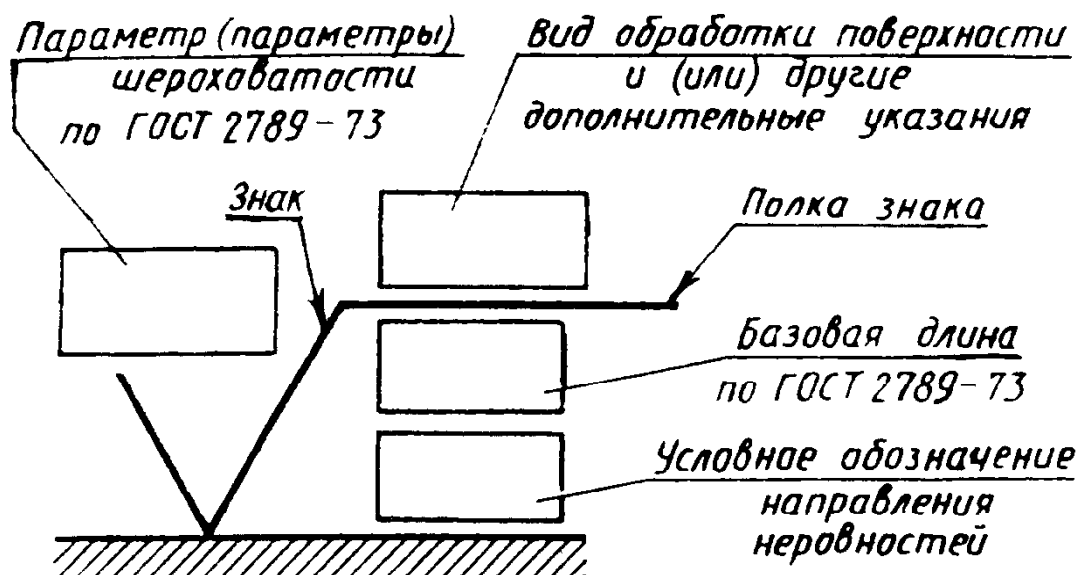 Параметр (параметры)
шероховатости
по ГОСТ 2789-73
Вид обработки поверхности
и (или) другие
дополнительные указания
Знак
Полка знака
Базовая длина
по ГОСТ 2789-73
Условное обозначение
направления
неровностей